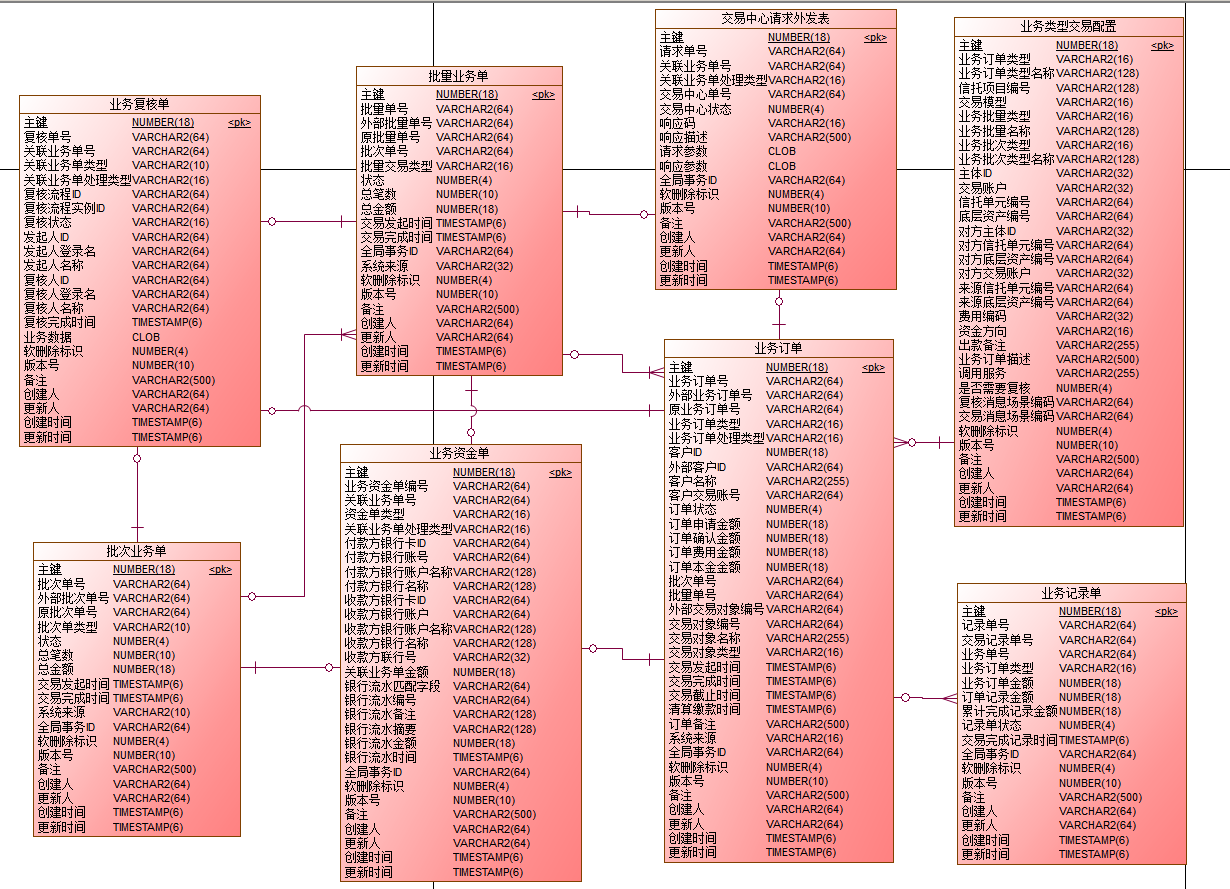 业务复核单
主键 NUMBER(18) <pk>
复核单号 VARCHAR2(64)
关联业务单号 VARCHAR2(64)
关联业务单类型 VARCHAR2(10)
关联业务单处理类型 VARCHAR2(16)
复核流程ID VARCHAR2(64)
复核流程实例ID VARCHAR2(64)
复核状态 VARCHAR2(16)
发起人ID VARCHAR2(64)
发起人登录名 VARCHAR2(64)
发起人名称 VARCHAR2(64)
复核人ID VARCHAR2(64)
复核人登录名 VARCHAR2(64)
复核人名称 VARCHAR2(64)
复核完成时间 TIMESTAMP(6)
业务数据 CLOB
软删除标识 NUMBER(4)
版本号 NUMBER(10)
备注 VARCHAR2(500)
创建人 VARCHAR2(64)
更新人 VARCHAR2(64)
创建时间 TIMESTAMP(6)
更新时间 TIMESTAMP(6)
批量业务单
主键 NUMBER(18) <pk>
批量单号 VARCHAR2(64)
外部批量单号 VARCHAR2(64)
原批量单号 VARCHAR2(64)
批次单号 VARCHAR2(64)
批量交易类型 VARCHAR2(16)
状态 NUMBER(4)
总笔数 NUMBER(10)
总金额 NUMBER(18)
交易发起时间 TIMESTAMP(6)
交易完成时间 TIMESTAMP(6)
全局事务ID VARCHAR2(64)
系统来源 VARCHAR2(32)
软删除标识 NUMBER(4)
版本号 NUMBER(10)
备注 VARCHAR2(500)
创建人 VARCHAR2(64)
更新人 VARCHAR2(64)
创建时间 TIMESTAMP(6)
更新时间 TIMESTAMP(6)
交易中心请求外发表
主键 NUMBER(18) <pk>
请求单号 VARCHAR2(64)
关联业务单号 VARCHAR2(64)
关联业务单处理类型 VARCHAR2(16)
交易中心单号 VARCHAR2(64)
交易中心状态 NUMBER(4)
响应码 VARCHAR2(16)
响应描述 VARCHAR2(500)
请求参数 CLOB
响应参数 CLOB
全局事务ID VARCHAR2(64)
软删除标识 NUMBER(4)
版本号 NUMBER(10)
备注 VARCHAR2(500)
创建人 VARCHAR2(64)
更新人 VARCHAR2(64)
创建时间 TIMESTAMP(6)
更新时间 TIMESTAMP(6)
业务类型交易配置
主键 NUMBER(18) <pk>
业务订单类型 VARCHAR2(16)
业务订单类型名称 VARCHAR2(128)
信托项目编号 VARCHAR2(128)
交易模型 VARCHAR2(16)
业务批量类型 VARCHAR2(16)
业务批量名称 VARCHAR2(128)
业务批次类型 VARCHAR2(16)
业务批次类型名称 VARCHAR2(128)
主体ID VARCHAR2(32)
交易账户 VARCHAR2(32)
信托单元编号 VARCHAR2(64)
底层资产编号 VARCHAR2(64)
对方主体ID VARCHAR2(32)
对方信托单元编号 VARCHAR2(64)
对方底层资产编号 VARCHAR2(64)
对方交易账户 VARCHAR2(32)
来源信托单元编号 VARCHAR2(64)
来源底层资产编号 VARCHAR2(64)
费用编码 VARCHAR2(32)
资金方向 VARCHAR2(16)
出款备注 VARCHAR2(255)
业务订单描述 VARCHAR2(500)
调用服务 VARCHAR2(255)
是否需要复核 NUMBER(4)
复核消息场景编码 VARCHAR2(64)
交易消息场景编码 VARCHAR2(64)
软删除标识 NUMBER(4)
版本号 NUMBER(10)
备注 VARCHAR2(500)
创建人 VARCHAR2(64)
更新人 VARCHAR2(64)
创建时间 TIMESTAMP(6)
更新时间 TIMESTAMP(6)
批次业务单
主键 NUMBER(18) <pk>
批次单号 VARCHAR2(64)
外部批次单号 VARCHAR2(64)
原批次单号 VARCHAR2(64)
批次单类型 VARCHAR2(10)
状态 NUMBER(4)
总笔数 NUMBER(10)
总金额 NUMBER(18)
交易发起时间 TIMESTAMP(6)
交易完成时间 TIMESTAMP(6)
系统来源 VARCHAR2(10)
全局事务ID VARCHAR2(64)
软删除标识 NUMBER(4)
版本号 NUMBER(10)
备注 VARCHAR2(500)
创建人 VARCHAR2(64)
更新人 VARCHAR2(64)
创建时间 TIMESTAMP(6)
更新时间 TIMESTAMP(6)
业务资金单
主键 NUMBER(18) <pk>
业务资金单编号 VARCHAR2(64)
关联业务单号 VARCHAR2(64)
资金单类型 VARCHAR2(16)
关联业务单处理类型 VARCHAR2(16)
付款方银行卡ID VARCHAR2(64)
付款方银行账号 VARCHAR2(64)
付款方银行账户名称 VARCHAR2(128)
付款方银行名称 VARCHAR2(128)
收款方银行卡ID VARCHAR2(64)
收款方银行账户 VARCHAR2(64)
收款方银行账户名称 VARCHAR2(128)
收款方银行名称 VARCHAR2(128)
收款方联行号 VARCHAR2(32)
关联业务单金额 NUMBER(18)
银行流水匹配字段 VARCHAR2(64)
银行流水编号 VARCHAR2(64)
银行流水备注 VARCHAR2(128)
银行流水摘要 VARCHAR2(128)
银行流水金额 NUMBER(18)
银行流水时间 TIMESTAMP(6)
全局事务ID VARCHAR2(64)
软删除标识 NUMBER(4)
版本号 NUMBER(10)
备注 VARCHAR2(500)
创建人 VARCHAR2(64)
更新人 VARCHAR2(64)
创建时间 TIMESTAMP(6)
更新时间 TIMESTAMP(6)
业务订单
主键 NUMBER(18) <pk>
业务订单号 VARCHAR2(64)
外部业务订单号 VARCHAR2(64)
原业务订单号 VARCHAR2(64)
业务订单类型 VARCHAR2(16)
业务订单处理类型 VARCHAR2(16)
客户ID NUMBER(18)
外部客户ID VARCHAR2(64)
客户名称 VARCHAR2(255)
客户交易账号 VARCHAR2(64)
订单状态 NUMBER(4)
订单申请金额 NUMBER(18)
订单确认金额 NUMBER(18)
订单费用金额 NUMBER(18)
订单本金金额 NUMBER(18)
批次单号 VARCHAR2(64)
批量单号 VARCHAR2(64)
外部交易对象编号 VARCHAR2(64)
交易对象编号 VARCHAR2(64)
交易对象名称 VARCHAR2(255)
交易对象类型 VARCHAR2(16)
交易发起时间 TIMESTAMP(6)
交易完成时间 TIMESTAMP(6)
交易截止时间 TIMESTAMP(6)
清算缴款时间 TIMESTAMP(6)
订单备注 VARCHAR2(500)
系统来源 VARCHAR2(16)
全局事务ID VARCHAR2(64)
软删除标识 NUMBER(4)
版本号 NUMBER(10)
备注 VARCHAR2(500)
创建人 VARCHAR2(64)
更新人 VARCHAR2(64)
创建时间 TIMESTAMP(6)
更新时间 TIMESTAMP(6)
业务记录单
主键 NUMBER(18) <pk>
记录单号 VARCHAR2(64)
交易记录单号 VARCHAR2(64)
业务单号 VARCHAR2(64)
业务订单类型 VARCHAR2(16)
业务订单金额 NUMBER(18)
订单记录金额 NUMBER(18)
累计完成记录金额 NUMBER(18)
记录单状态 NUMBER(4)
交易完成记录时间 TIMESTAMP(6)
全局事务ID VARCHAR2(64)
软删除标识 NUMBER(4)
版本号 NUMBER(10)
备注 VARCHAR2(500)
创建人 VARCHAR2(64)
更新人 VARCHAR2(64)
创建时间 TIMESTAMP(6)
更新时间 TIMESTAMP(6)